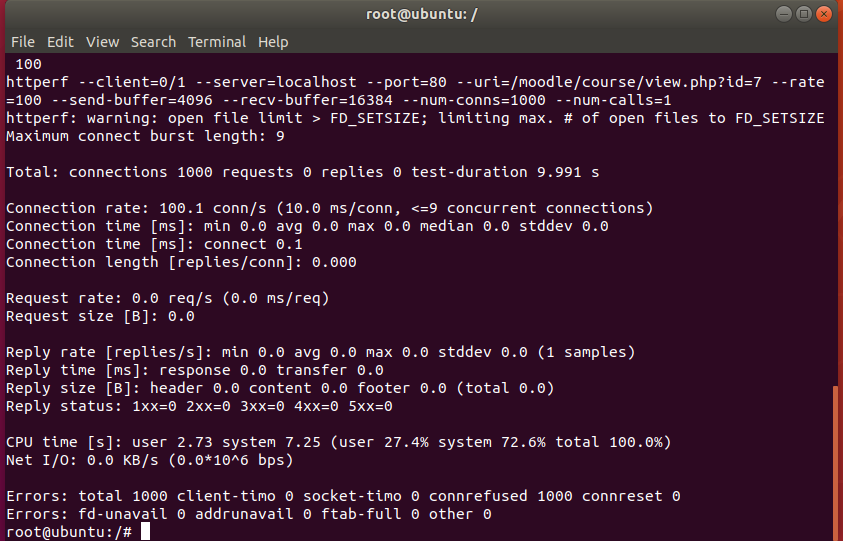 root@ubuntu: /
File Edit View Search Terminal Help
100
httperf --client=0/1 --server=localhost --port=80 --uri=/moodle/course/view.php?id=7 --rate
=100 --send-buffer=4096 --recv-buffer=16384 --num-conns=1000 --num-calls=1
httperf: warning: open file limit > FD_SETSIZE; limiting max. # of open files to FD_SETSIZE
Maximum connect burst length: 9
Total: connections 1000 requests 0 replies 0 test-duration 9.991 s
Connection rate: 100.1 conn/s (10.0 ms/conn, <=9 concurrent connections)
Connection time [ms]: min 0.0 avg 0.0 max 0.0 median 0.0 stddev 0.0
Connection time [ms]: connect 0.1
Connection length [replies/conn]: 0.000
Request rate: 0.0 req/s (0.0 ms/req)
Request size [B]: 0.0
Reply rate [replies/s]: min 0.0 avg 0.0 max 0.0 stddev 0.0 (1 samples)
Reply time [ms]: response 0.0 transfer 0.0
Reply size [B]: header 0.0 content 0.0 footer 0.0 (total 0.0)
Reply status: 1xx=0 2xx=0 3xx=0 4xx=0 5xx=0
CPU time [s]: user 2.73 system 7.25 (user 27.4% system 72.6% total 100.0%)
Net I/O: 0.0 KB/s (0.0*10^6 bps)
Errors: total 1000 client-timo 0 socket-timo 0 connrefused 1000 connreset 0
Errors: fd-unavail 0 addrunavail 0 ftab-full 0 other 0
root@ubuntu:/#